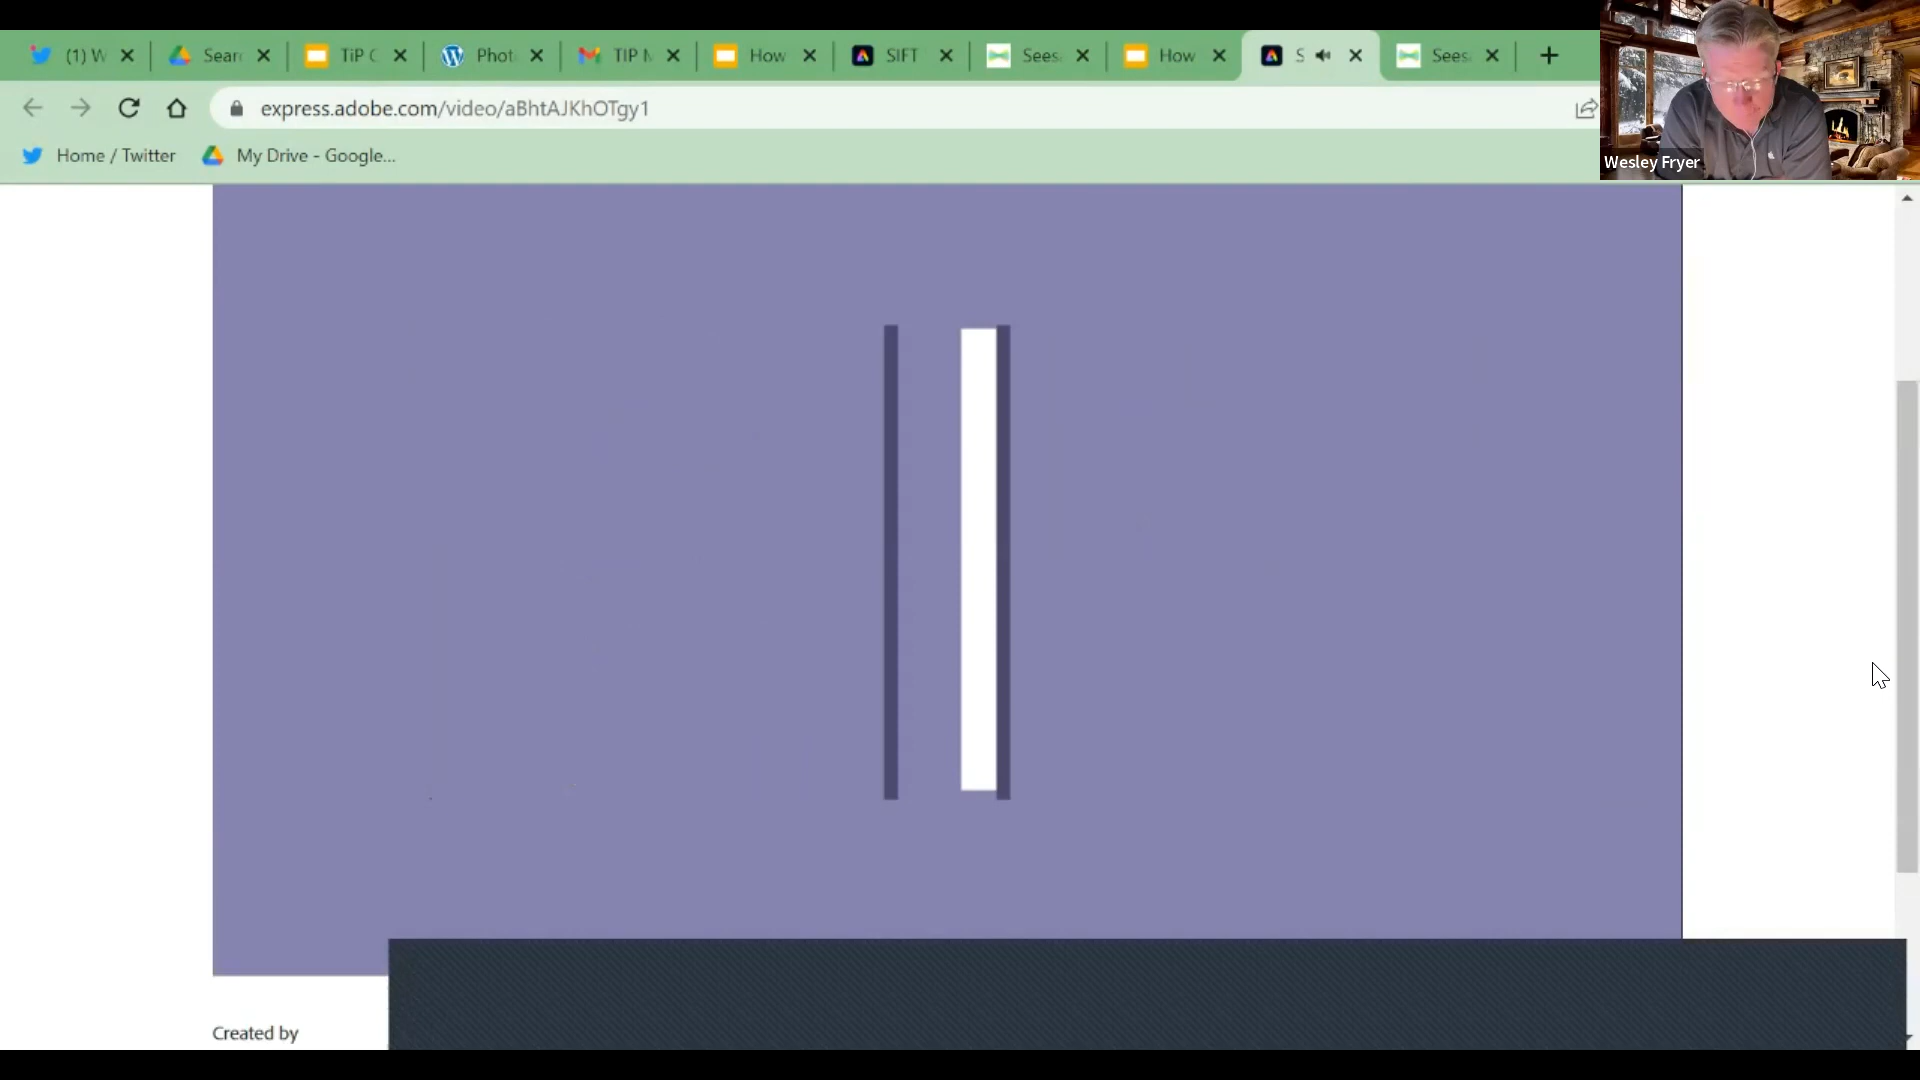 (1) W
Sear
TiP C
Phot
TIP M
How
SIFT
Sees
How
S
Sees
express.adobe.com/video/aBhtAJKhOTgy1
Home / Twitter
My Drive - Google...
Wesley Fryer
Created by